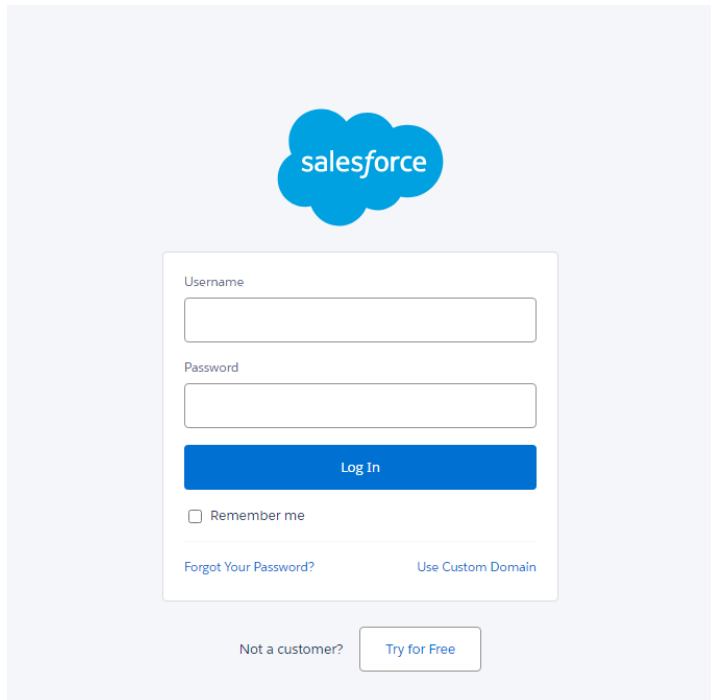 salesforce
Username
Password
Log In
Remember me
Forgot Your Password? Use Custom Domain
Not a customer? Try for Free